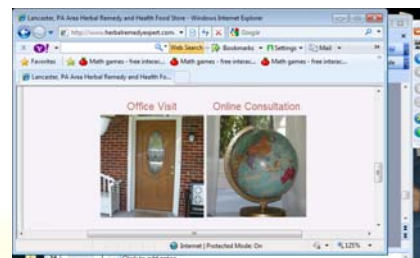 Lancaster, PA Area Herbal Remedy and Health Food Store - Windows Internet Explorer
http://www.herbalremedyexpert.com
Google
Web Search Bookmarks Settings Mail
Favorites Math games - free interac... Math games - free interac... Math games - free interac...
Lancaster, PA Area Herbal Remedy and Health Fo...
Office Visit Online Consultation
Internet | Protected Mode: On 125%